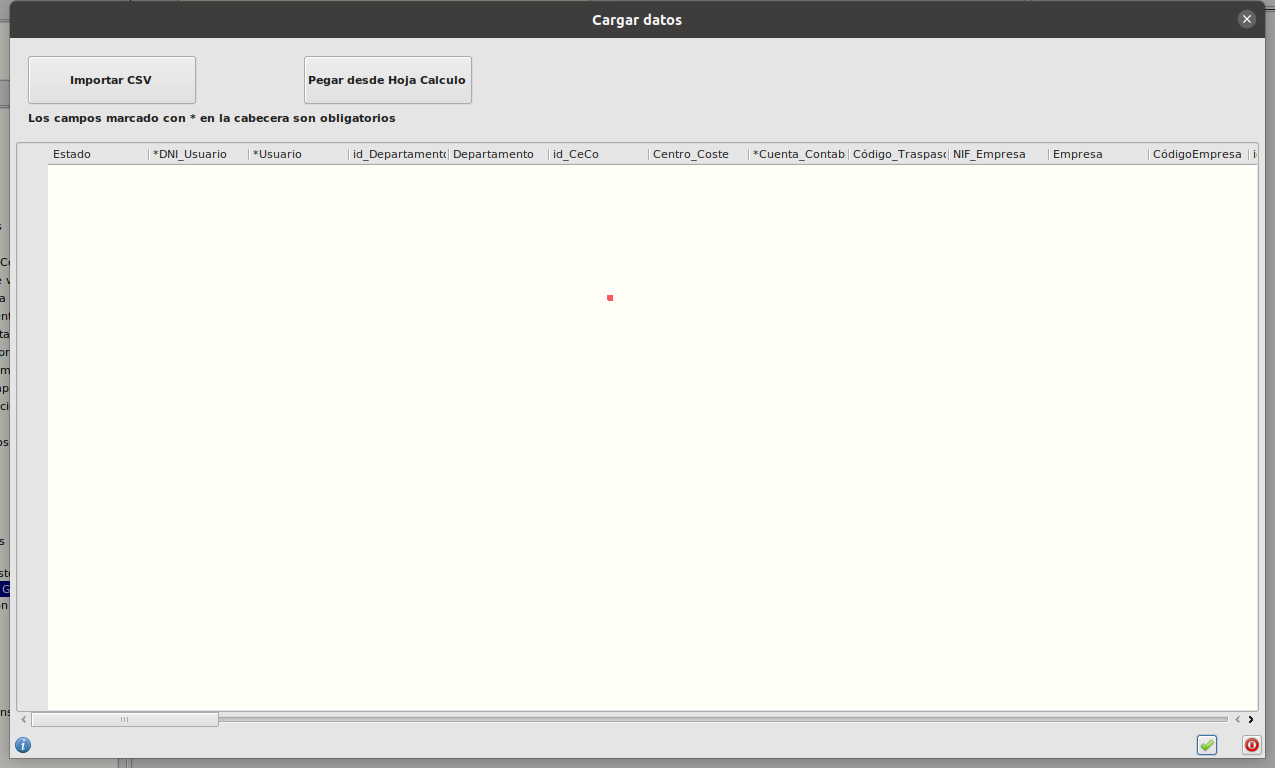 Cargar datos
Importar CSV
Pegar desde Hoja Calculo
Los campos marcado con * en la cabecera son obligatorios
Estado *DNI_Usuario *Usuario id_Departamento Departamento id_CeCo Centro_Coste *Cuenta_Contab Código_Traspaso NIF_Empresa Empresa CódigoEmpresa